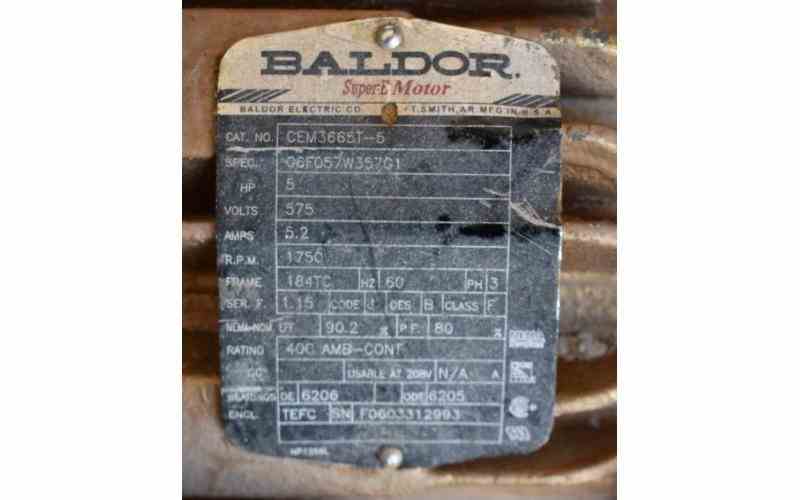 BALDOR.
Super-E Motor
BALDOR ELECTRIC CO. FT. SMITH, AR. MFG. IN U.S.A.
CAT. NO. CEM3665T-5
SPEC. 06F057W357G1
HP 5
VOLTS 575
AMPS 5.2
R.P.M. 1750
FRAME 184TC HZ 60 PH 3
SER. F. 1.15 CODE J DES B CLASS F
NEMA-NOM. EFF 90.2 % P.F. 80 %
RATING 40C AMB-CONT
CC USABLE AT 208V N/A A
BEARINGS DE 6206 ODE 6205
ENCL. TEFC SN F0603312993